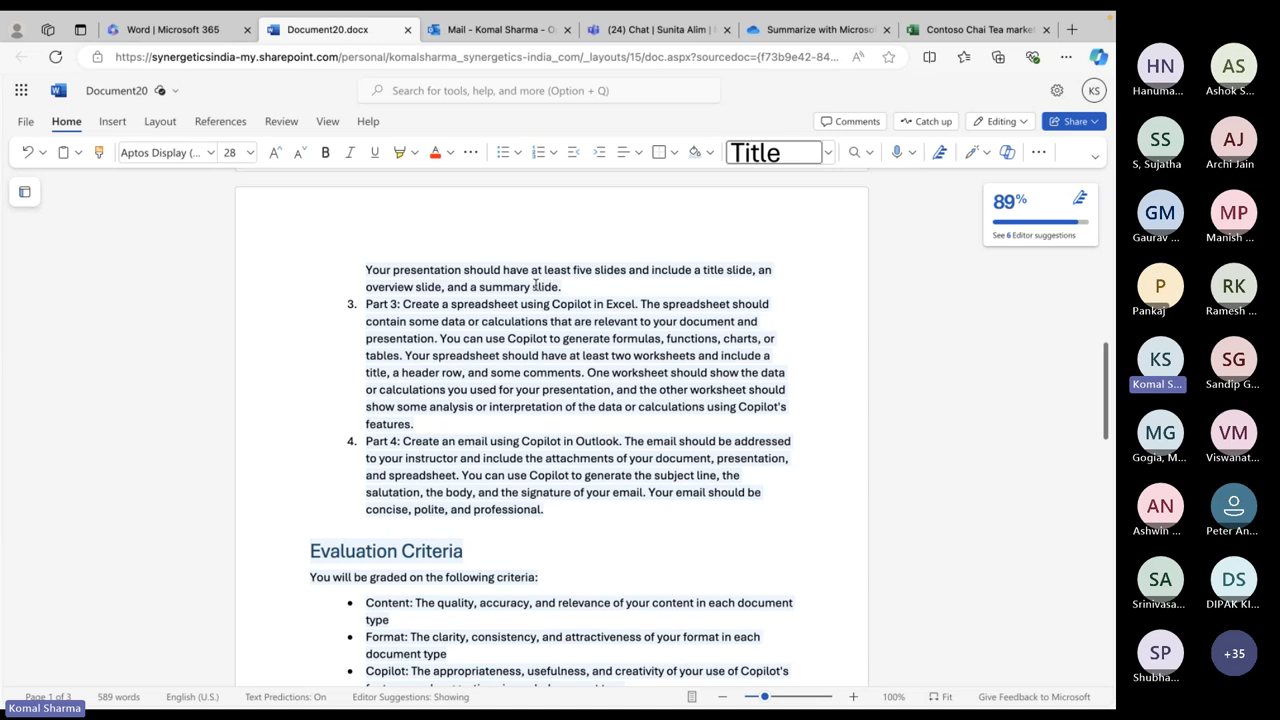 Word | Microsoft 365
Document20.docx
Mail - Komal Sharma - O
(24) Chat | Sunita Alim |
Summarize with Microsof
Contoso Chai Tea market
https://synergeticsindia-my.sharepoint.com/personal/komalsharma_synergetics-india_com/_layouts/15/doc.aspx?sourcedoc={f73b9e42-84...
Document20
Search for tools, help, and more (Option + Q)
KS
File Home Insert Layout References Review View Help
Comments Catch up Editing Share
Aptos Display (... 28 Title
89%
See 6 Editor suggestions
Your presentation should have at least five slides and include a title slide, an
overview slide, and a summary slide.
3. Part 3: Create a spreadsheet using Copilot in Excel. The spreadsheet should
contain some data or calculations that are relevant to your document and
presentation. You can use Copilot to generate formulas, functions, charts, or
tables. Your spreadsheet should have at least two worksheets and include a
title, a header row, and some comments. One worksheet should show the data
or calculations you used for your presentation, and the other worksheet should
show some analysis or interpretation of the data or calculations using Copilot's
features.
4. Part 4: Create an email using Copilot in Outlook. The email should be addressed
to your instructor and include the attachments of your document, presentation,
and spreadsheet. You can use Copilot to generate the subject line, the
salutation, the body, and the signature of your email. Your email should be
concise, polite, and professional.
Evaluation Criteria
You will be graded on the following criteria:
• Content: The quality, accuracy, and relevance of your content in each document
type
• Format: The clarity, consistency, and attractiveness of your format in each
document type
• Copilot: The appropriateness, usefulness, and creativity of your use of Copilot's
Page 1 of 3 589 words English (U.S.) Text Predictions: On Editor Suggestions: Showing 100% Fit Give Feedback to Microsoft
Komal Sharma
HN AS
Hanuma... Ashok S...
SS AJ
S, Sujatha Archi Jain
GM MP
Gaurav ... Manish ...
P RK
Pankaj Ramesh ...
KS SG
Komal S... Sandip G...
MG VM
Gogia, M... Viswanat...
AN
Ashwin ... Peter An...
SA DS
Srinivasa... DIPAK KI...
SP +35
Shubha...